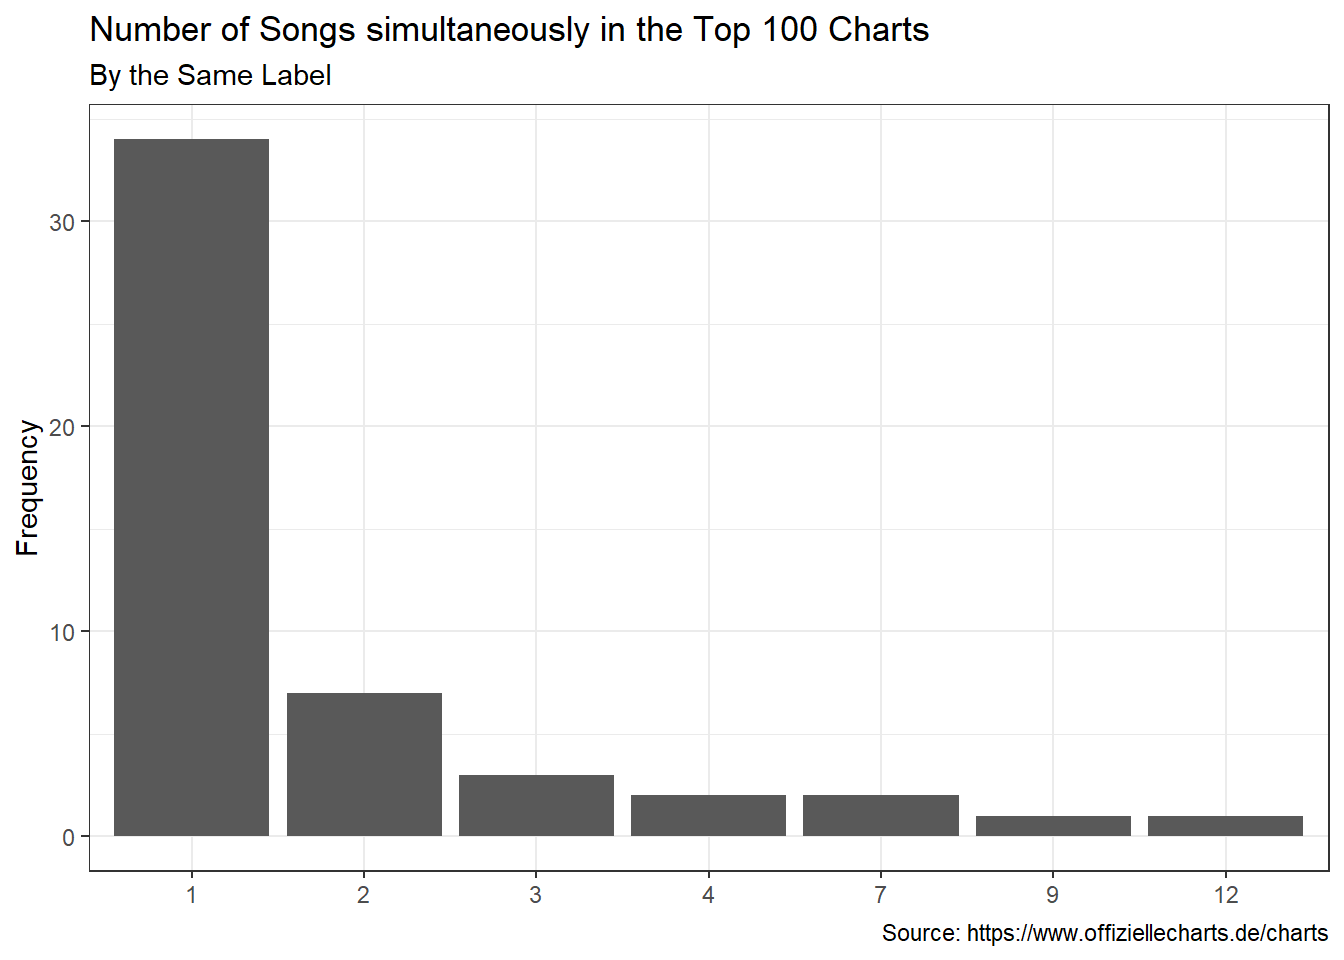 Number of Songs simultaneously in the Top 100 Charts
By the Same Label
Frequency
30
20
10
0
1 2 3 4 7 9 12
Source: https://www.offiziellecharts.de/charts